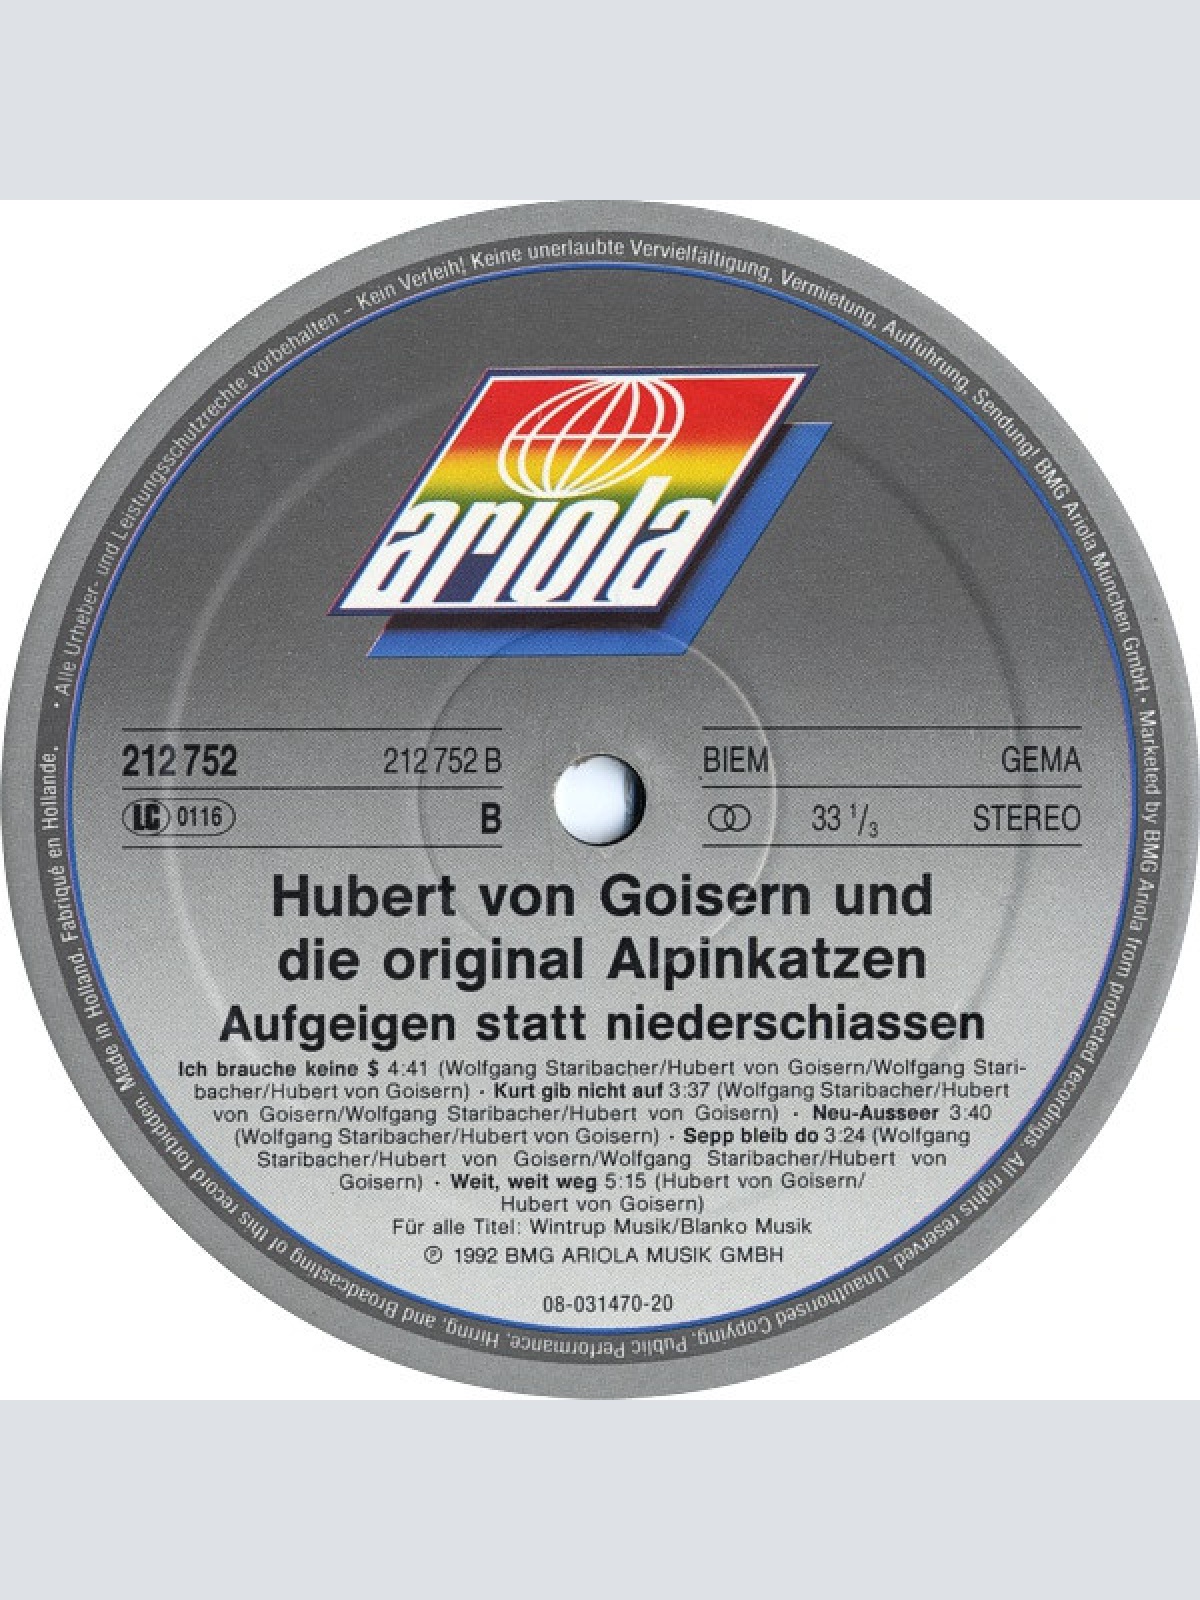 • Alle Urheber- und Leistungsschutzrechte vorbehalten – Kein Verleih! Keine unerlaubte Vervielfältigung, Vermietung, Aufführung, Sendung! BMG Ariola München GmbH • Marketed by BMG Ariola from protected recordings. All rights reserved. Unauthorised Copying, Public Performance, Hiring, and Broadcasting of this record forbidden. Made in Holland. Fabriqué en Hollande.
ariola
212 752 212 752 B BIEM GEMA
LC 0116 B 33 1/3 STEREO
Hubert von Goisern und
die original Alpinkatzen
Aufgeigen statt niederschiassen
Ich brauche keine $ 4:41 (Wolfgang Staribacher/Hubert von Goisern/Wolfgang Stari-
bacher/Hubert von Goisern) · Kurt gib nicht auf 3:37 (Wolfgang Staribacher/Hubert
von Goisern/Wolfgang Staribacher/Hubert von Goisern) · Neu-Ausseer 3:40
(Wolfgang Staribacher/Hubert von Goisern) · Sepp bleib do 3:24 (Wolfgang
Staribacher/Hubert von Goisern/Wolfgang Staribacher/Hubert von
Goisern) · Weit, weit weg 5:15 (Hubert von Goisern/
Hubert von Goisern)
Für alle Titel: Wintrup Musik/Blanko Musik
℗ 1992 BMG ARIOLA MUSIK GMBH
08-031470-20